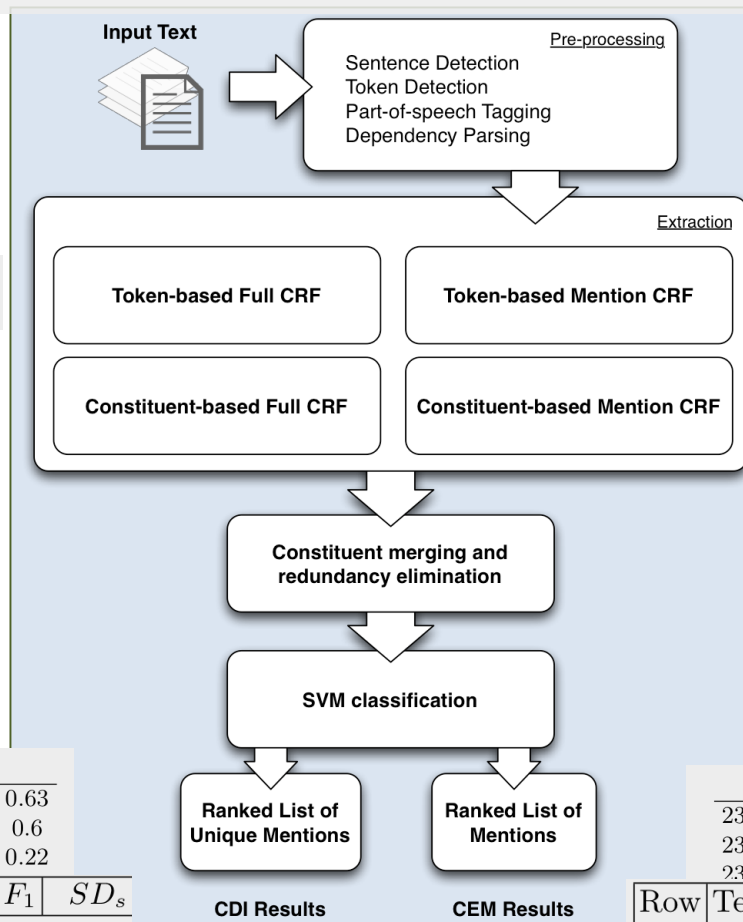 Input Text
Pre-processing
Sentence Detection
Token Detection
Part-of-speech Tagging
Dependency Parsing
Extraction
Token-based Full CRF
Token-based Mention CRF
Constituent-based Full CRF
Constituent-based Mention CRF
Constituent merging and
redundancy elimination
SVM classification
Ranked List of
Unique Mentions
Ranked List of
Mentions
CDI Results
CEM Results
0.63
0.6
0.22
F₁ SDₛ
23
23
23
Row